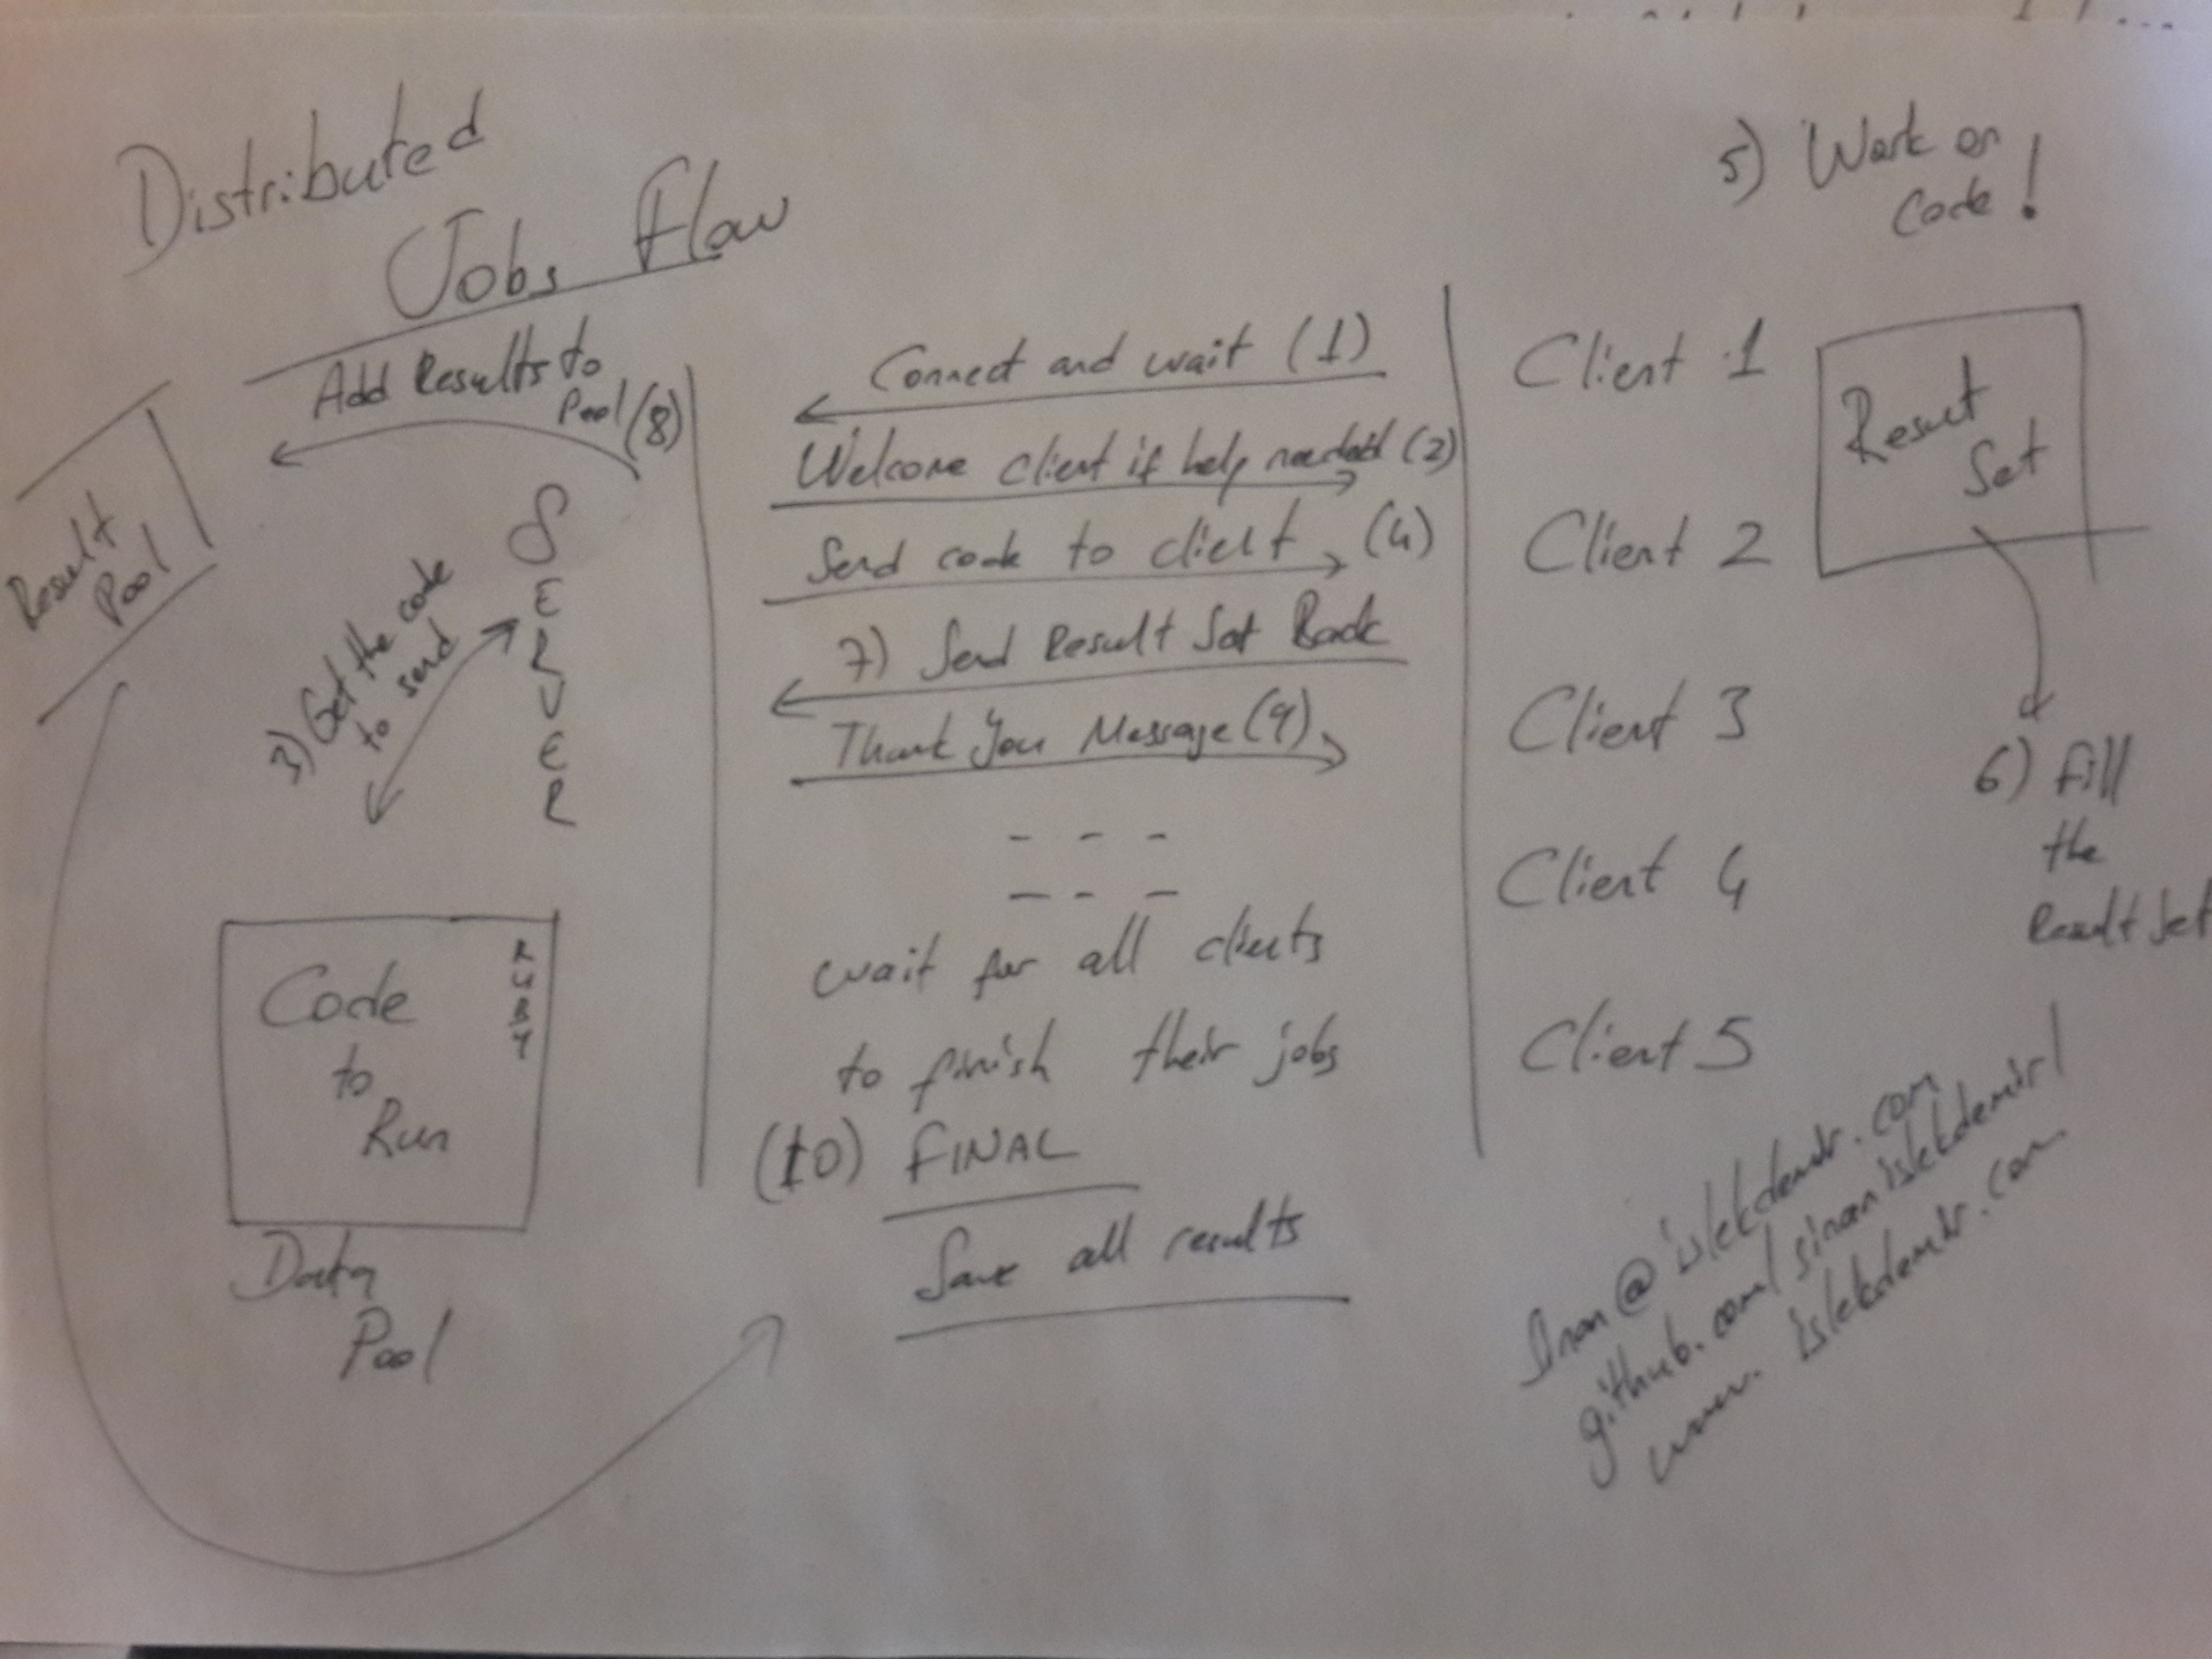 Distributed
Jobs Flow
5) Work on
Code!
Add Results to
Pool (8)
Result
Pool
3) Get the code
to send
SERVER
Code
to
Run
RUBY
Data
Pool
Connect and wait (1)
Welcome client if help needed (2)
Send code to client (4)
7) Send Result Set Back
Thank You Message (9)
- - -
- - -
wait for all clients
to finish their jobs
(10) FINAL
Save all results
Client 1
Client 2
Client 3
Client 4
Client 5
Result
Set
6) Fill
the
Result Set
sinan@islekdemir.com
github.com/sinanislekdemir/
www.islekdemir.com